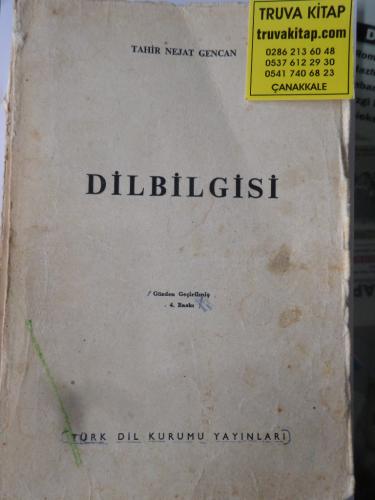 TRUVA KİTAP
truvakitap.com
0286 213 60 48
0537 612 29 30
0541 740 68 23
ÇANAKKALE
TAHİR NEJAT GENCAN
DİLBİLGİSİ
Gözden Geçirilmiş
4. Baskı
TÜRK DİL KURUMU YAYINLARI